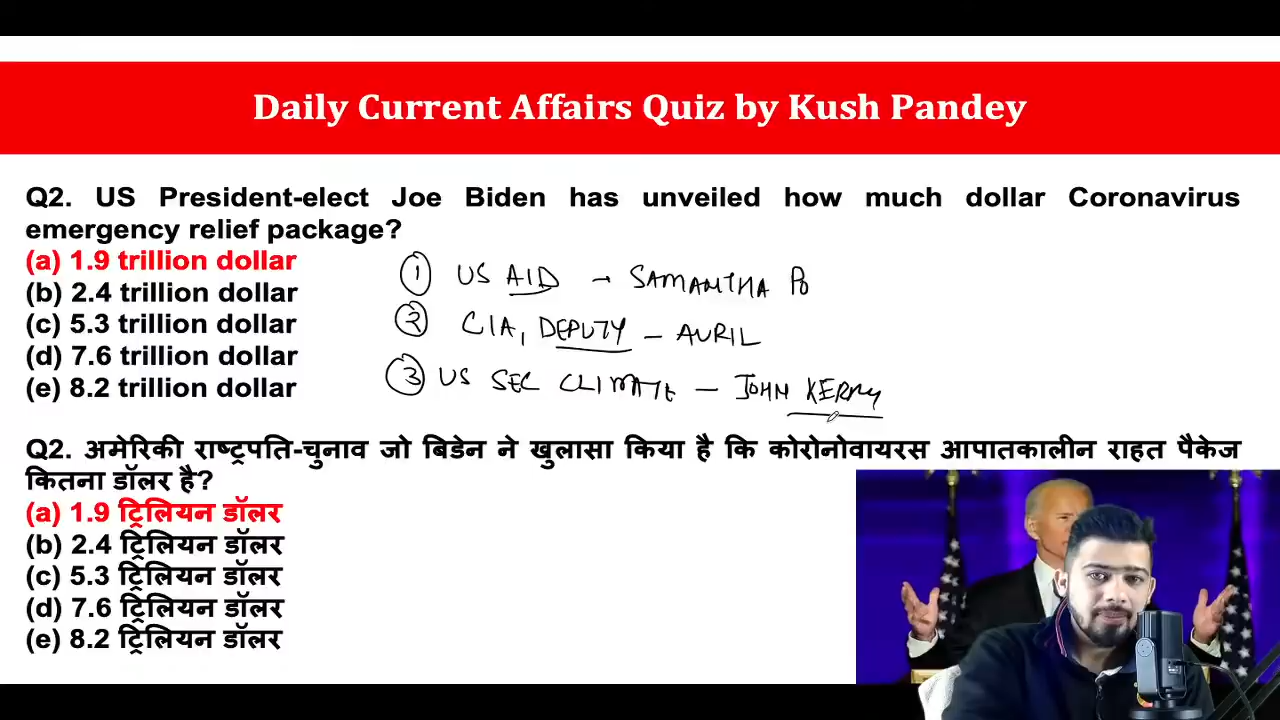 Daily Current Affairs Quiz by Kush Pandey
Q2. US President-elect Joe Biden has unveiled how much dollar Coronavirus
emergency relief package?
(a) 1.9 trillion dollar
(b) 2.4 trillion dollar
(c) 5.3 trillion dollar
(d) 7.6 trillion dollar
(e) 8.2 trillion dollar
① US AID → SAMANTHA Po
② CIA, DEPUTY – AVRIL
③ US SEC CLIMATE – JOHN KERRY
Q2. अमेरिकी राष्ट्रपति-चुनाव जो बिडेन ने खुलासा किया है कि कोरोनोवायरस आपातकालीन राहत पैकेज
कितना डॉलर है?
(a) 1.9 ट्रिलियन डॉलर
(b) 2.4 ट्रिलियन डॉलर
(c) 5.3 ट्रिलियन डॉलर
(d) 7.6 ट्रिलियन डॉलर
(e) 8.2 ट्रिलियन डॉलर